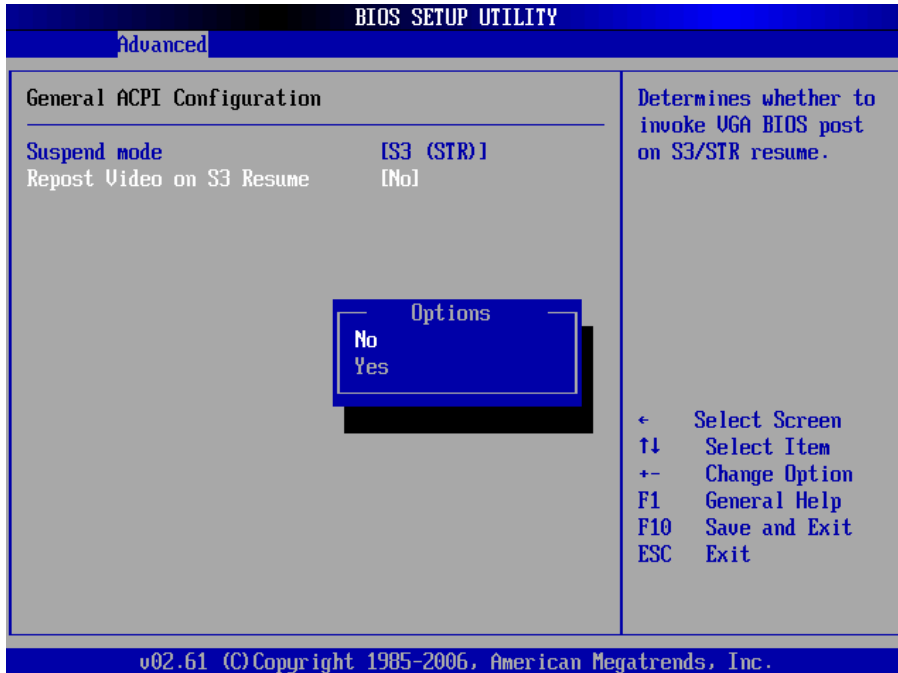 BIOS SETUP UTILITY
Advanced
General ACPI Configuration
Suspend mode [S3 (STR)]
Repost Video on S3 Resume [No]
Options
No
Yes
Determines whether to
invoke VGA BIOS post
on S3/STR resume.
← Select Screen
↑↓ Select Item
+- Change Option
F1 General Help
F10 Save and Exit
ESC Exit
v02.61 (C)Copyright 1985-2006, American Megatrends, Inc.